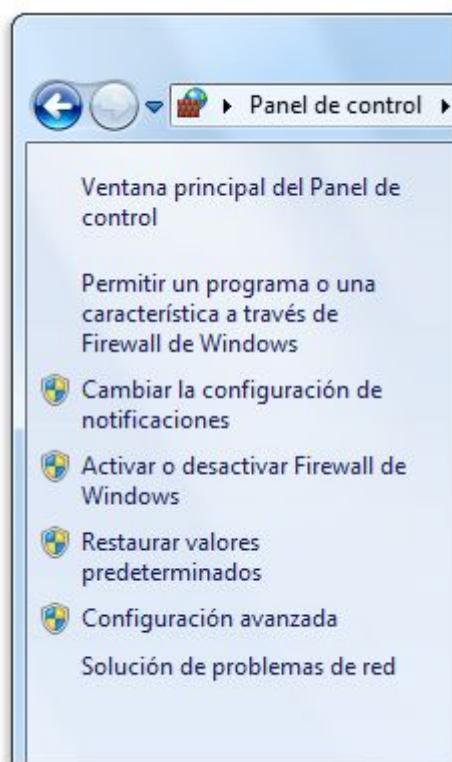 Panel de control
Ventana principal del Panel de
control
Permitir un programa o una
característica a través de
Firewall de Windows
Cambiar la configuración de
notificaciones
Activar o desactivar Firewall de
Windows
Restaurar valores
predeterminados
Configuración avanzada
Solución de problemas de red